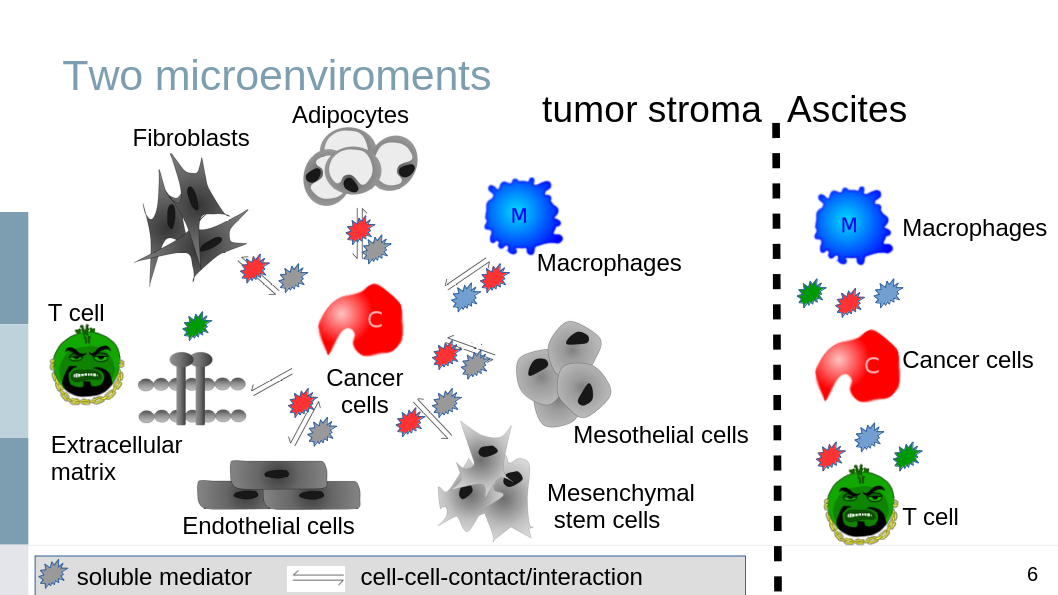 Two microenviroments
tumor stroma
Ascites
Adipocytes
Fibroblasts
M
Macrophages
T cell
C
Cancer
cells
Extracellular
matrix
Mesothelial cells
Mesenchymal
stem cells
Endothelial cells
M
Macrophages
C
Cancer cells
T cell
soluble mediator
cell-cell-contact/interaction
6